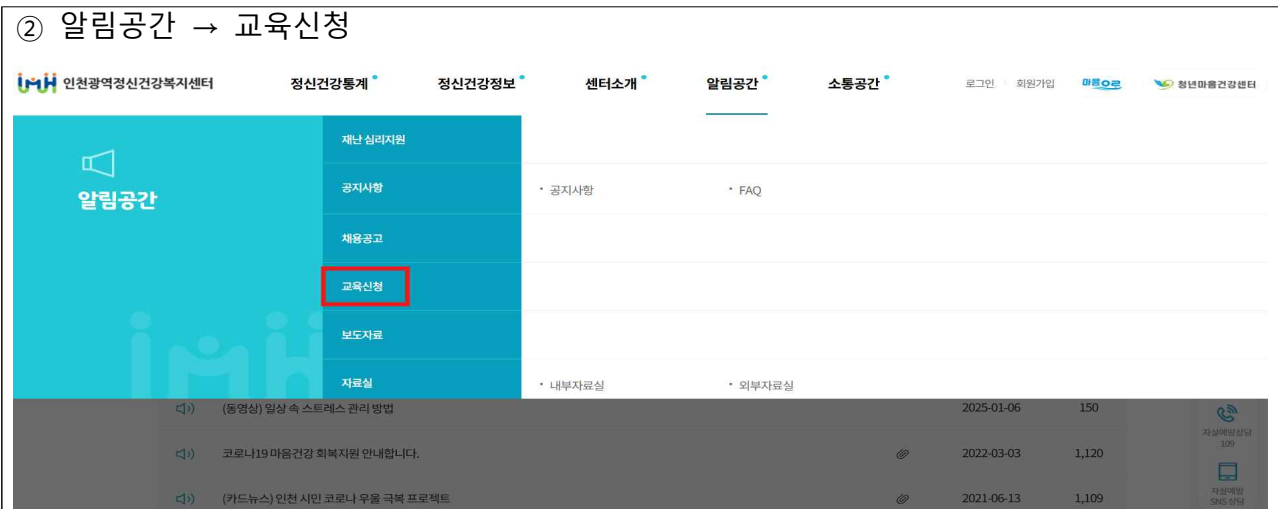 ② 알림공간 → 교육신청
imH 인천광역정신건강복지센터 정신건강통계 정신건강정보 센터소개 알림공간 소통공간 로그인 회원가입 마음으로 청년마음건강센터
재난 심리지원
알림공간
공지사항 · 공지사항 · FAQ
채용공고
교육신청
보도자료
imH
자료실 · 내부자료실 · 외부자료실
(동영상) 일상 속 스트레스 관리 방법 2025-01-06 150
자살예방상담
109
코로나19 마음건강 회복지원 안내합니다. 2022-03-03 1,120
(카드뉴스) 인천 시민 코로나 우울 극복 프로젝트 2021-06-13 1,109
자살예방
SNS 상담